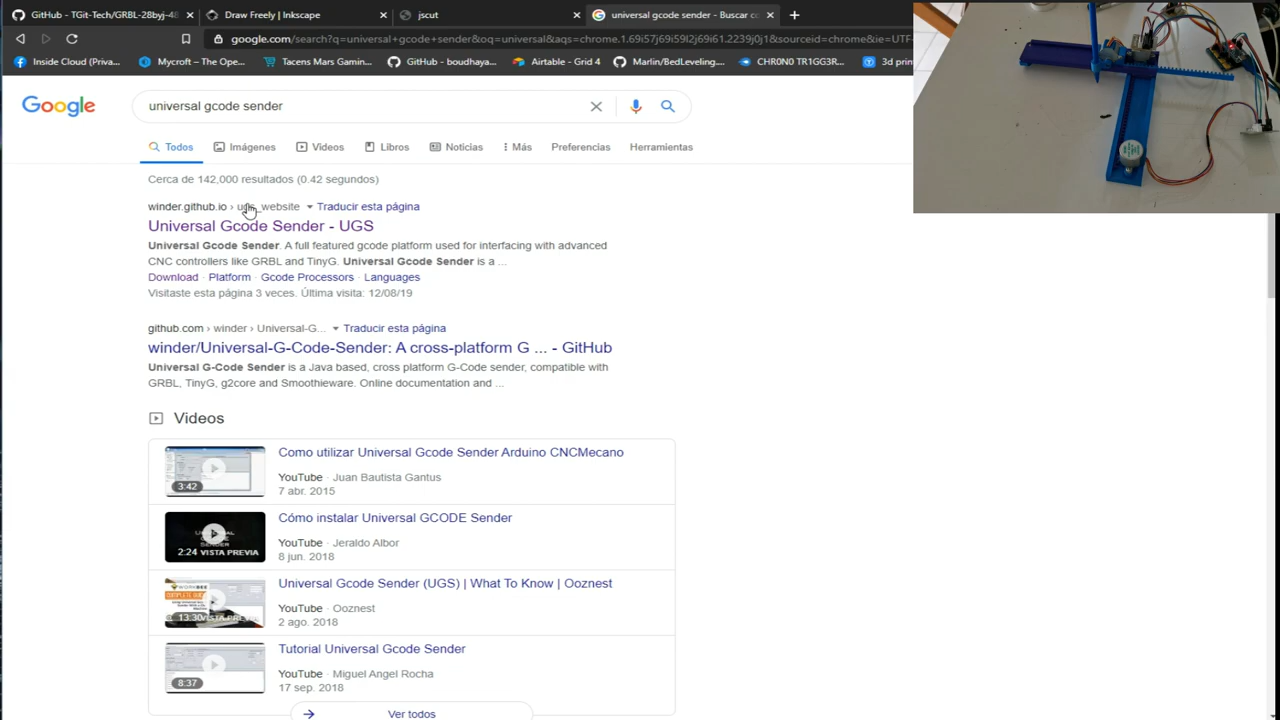 GitHub - TGit-Tech/GRBL-28byj-48
Draw Freely | Inkscape
jscut
universal gcode sender - Buscar co
google.com/search?q=universal+gcode+sender&oq=universal&aqs=chrome.1.69i57j69i59l2j69i61.2239j0j1&sourceid=chrome&ie=UTF
Inside Cloud (Priva...
Mycroft – The Ope...
Tacens Mars Gamin...
GitHub - boudhaya...
Airtable - Grid 4
Marlin/BedLeveling....
CHR0N0 TR1GG3R...
3d print
Google
universal gcode sender
Todos
Imágenes
Videos
Libros
Noticias
Más
Preferencias
Herramientas
Cerca de 142,000 resultados (0.42 segundos)
winder.github.io › ugs_website
Traducir esta página
Universal Gcode Sender - UGS
Universal Gcode Sender. A full featured gcode platform used for interfacing with advanced
CNC controllers like GRBL and TinyG. Universal Gcode Sender is a ...
Download · Platform · Gcode Processors · Languages
Visitaste esta página 3 veces. Última visita: 12/08/19
github.com › winder › Universal-G...
Traducir esta página
winder/Universal-G-Code-Sender: A cross-platform G ... - GitHub
Universal G-Code Sender is a Java based, cross platform G-Code sender, compatible with
GRBL, TinyG, g2core and Smoothieware. Online documentation and ...
Videos
Como utilizar Universal Gcode Sender Arduino CNCMecano
YouTube · Juan Bautista Gantus
3:42
7 abr. 2015
Cómo instalar Universal GCODE Sender
YouTube · Jeraldo Albor
2:24 VISTA PREVIA
8 jun. 2018
Universal Gcode Sender (UGS) | What To Know | Ooznest
YouTube · Ooznest
13:30 VISTA PREVIA
2 ago. 2018
Tutorial Universal Gcode Sender
YouTube · Miguel Angel Rocha
8:37
17 sep. 2018
Ver todos